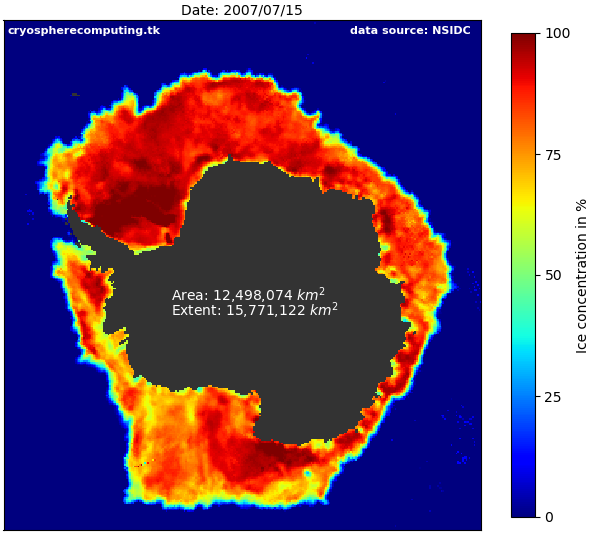 Date: 2007/07/15
cryospherecomputing.tk
data source: NSIDC
Area: 12,498,074 km²
Extent: 15,771,122 km²
100
75
50
25
0
Ice concentration in %